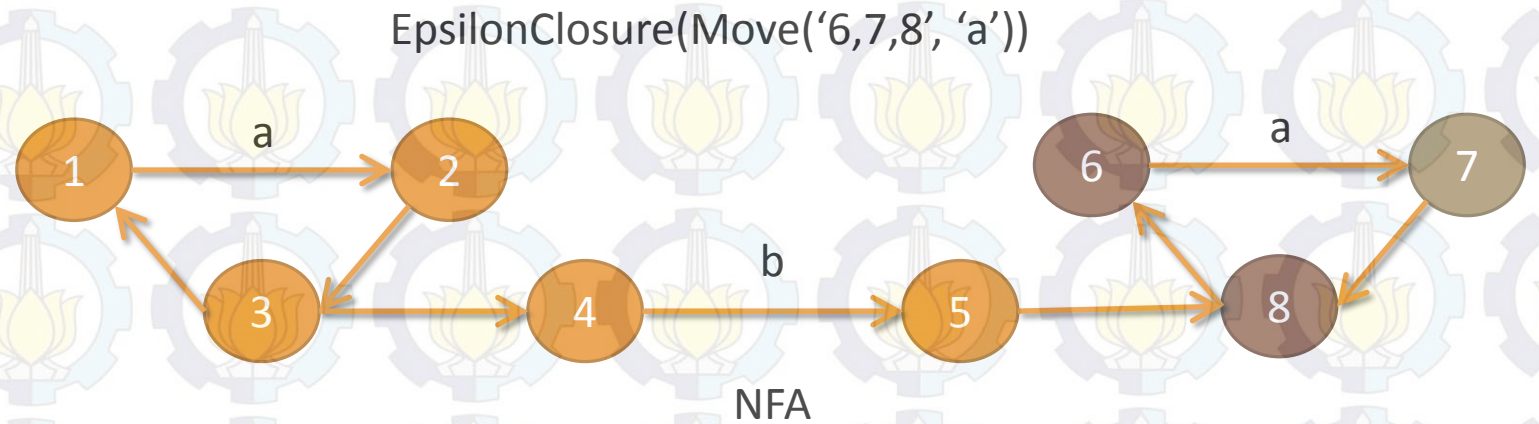 EpsilonClosure(Move(‘6,7,8’, ‘a’))
a
a
1
2
6
7
b
3
4
5
8
NFA